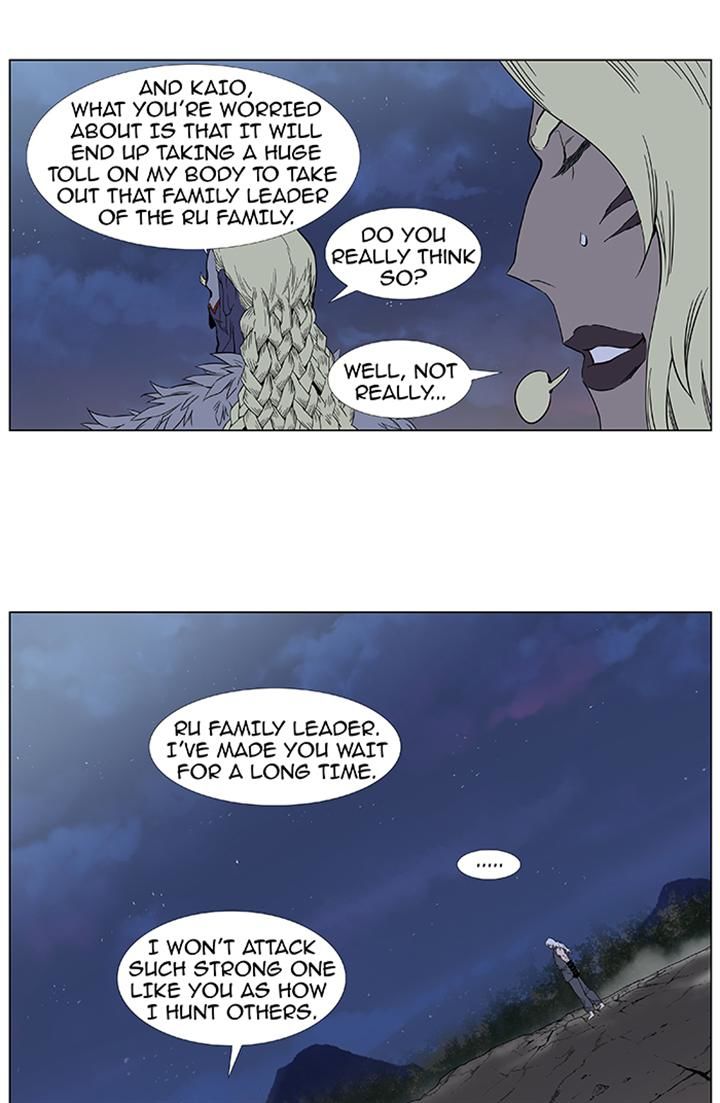 AND KAIO,
WHAT YOU'RE WORRIED
ABOUT IS THAT IT WILL
END UP TAKING A HUGE
TOLL ON MY BODY TO TAKE
OUT THAT FAMILY LEADER
OF THE RU FAMILY.
DO YOU
REALLY THINK
SO?
WELL, NOT
REALLY...
RU FAMILY LEADER.
I'VE MADE YOU WAIT
FOR A LONG TIME.
.....
I WON'T ATTACK
SUCH STRONG ONE
LIKE YOU AS HOW
I HUNT OTHERS.